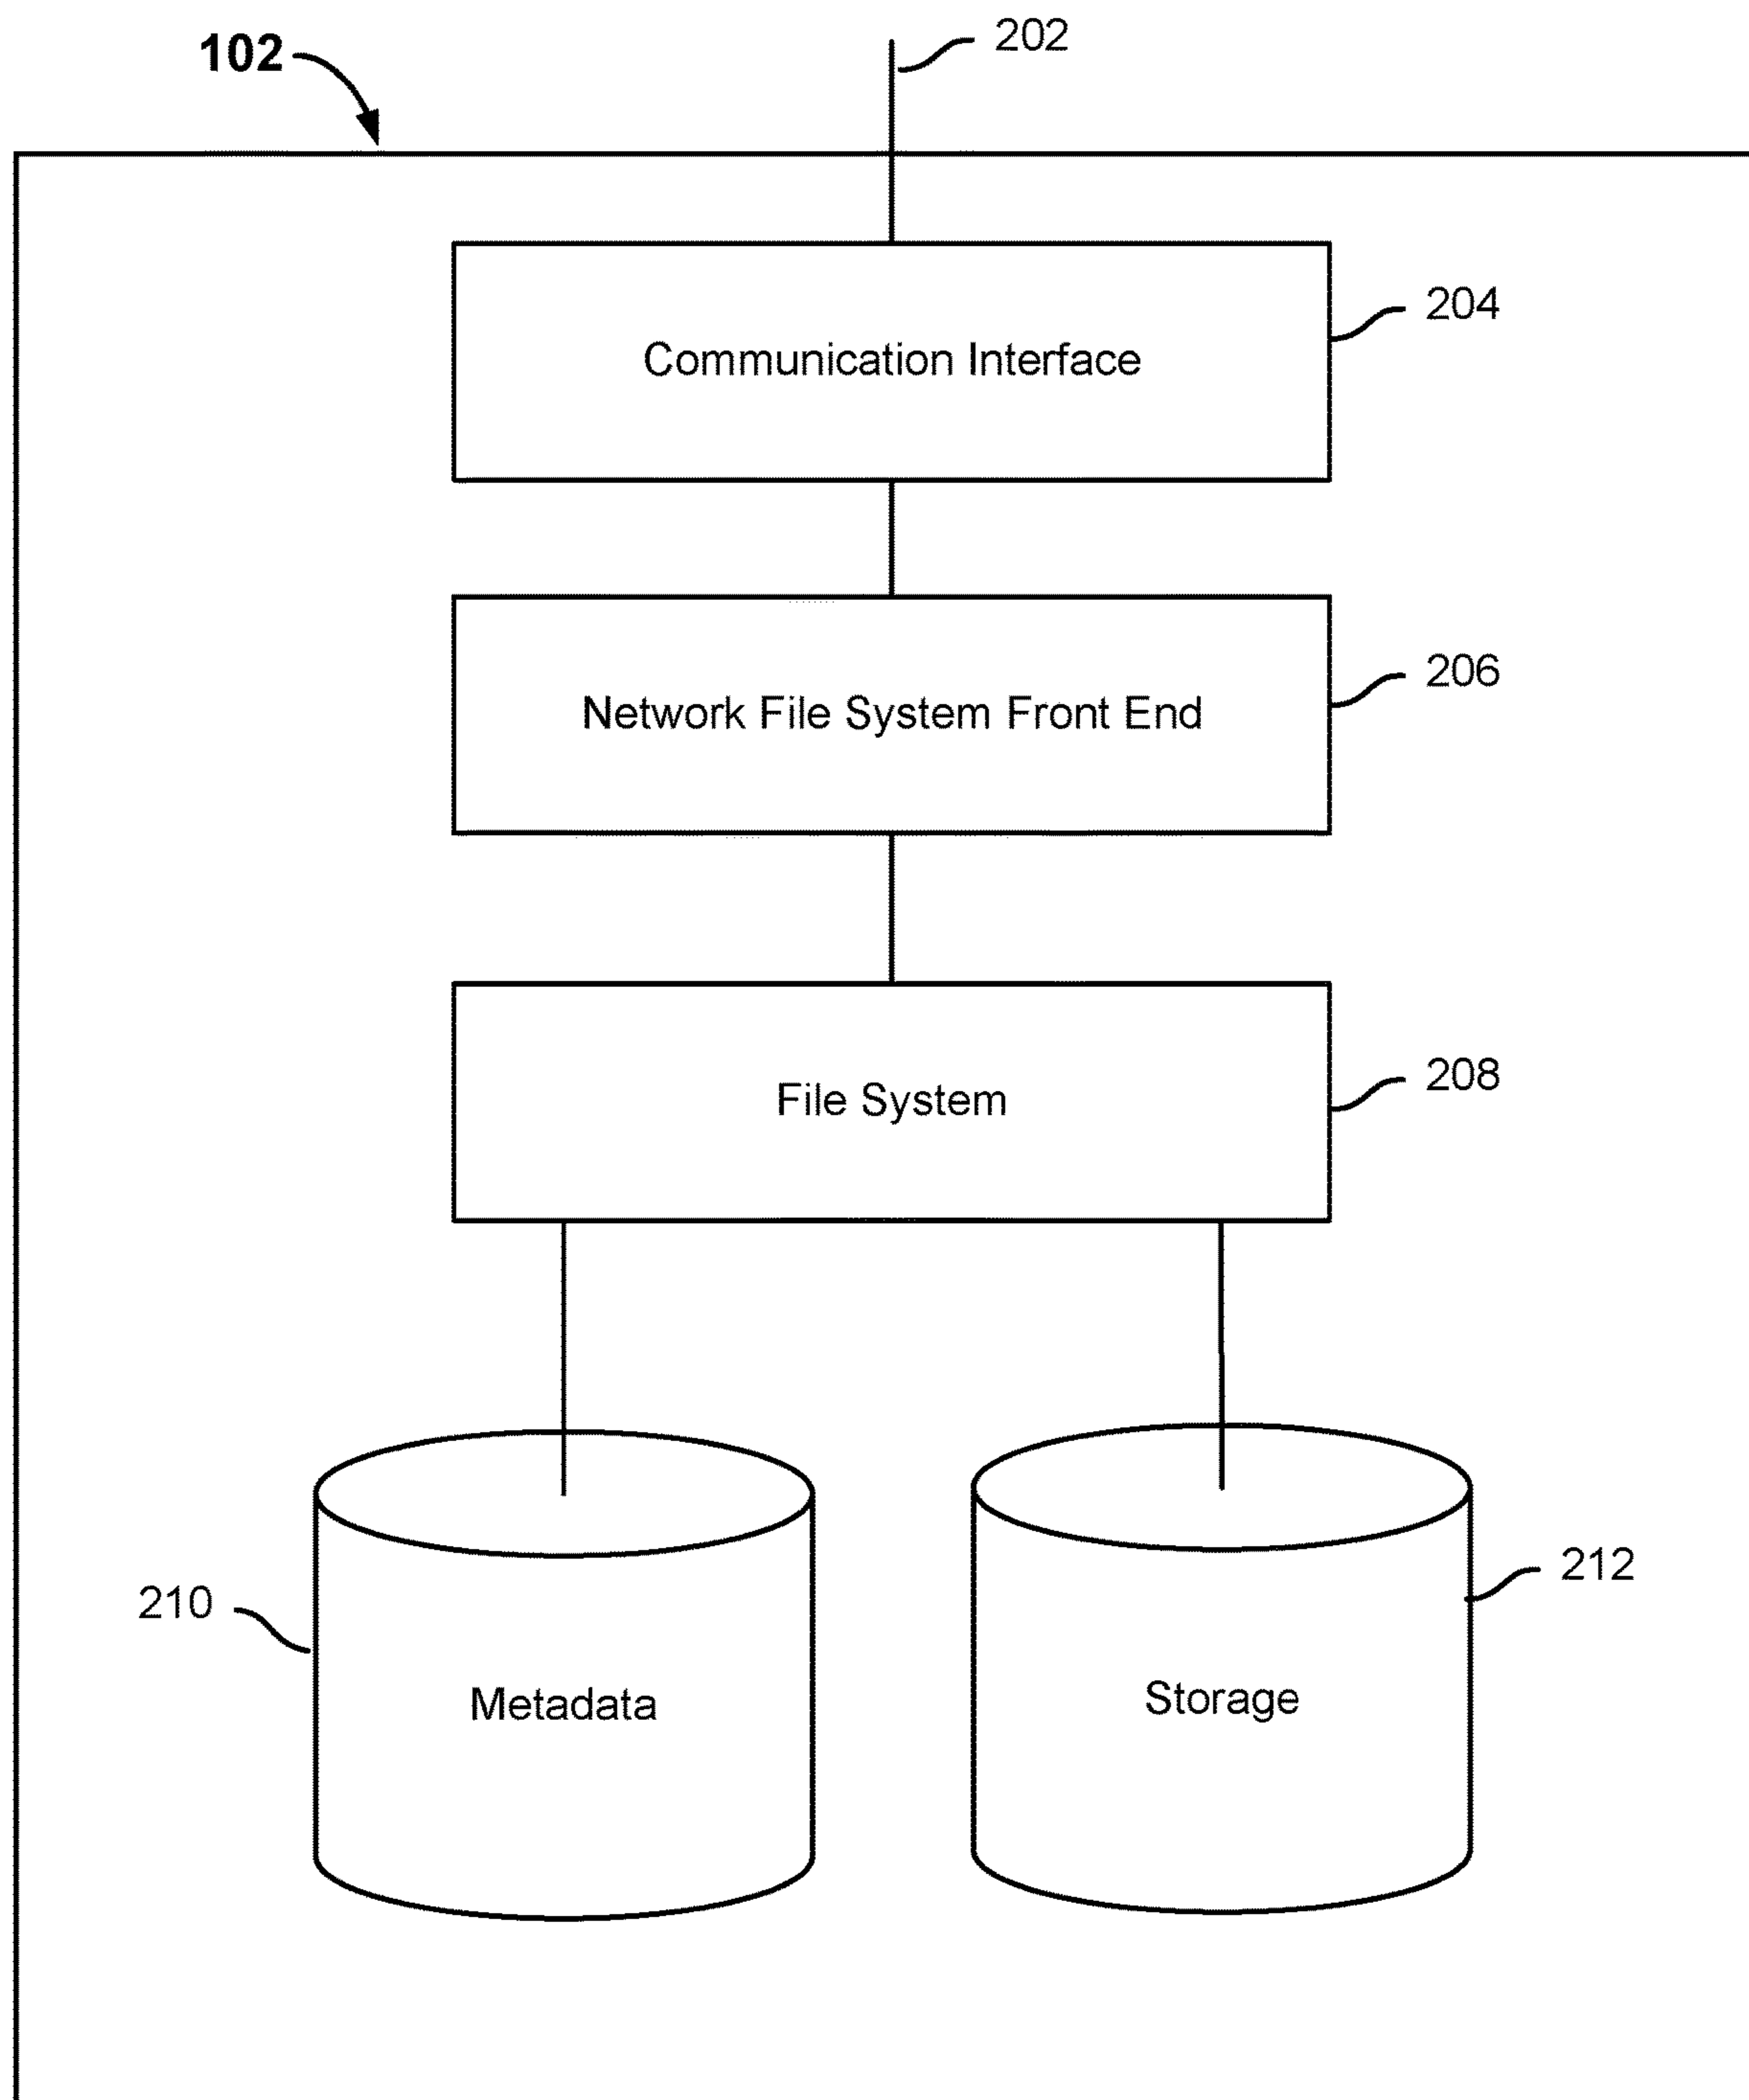 202
102
204
Communication Interface
206
Network File System Front End
208
File System
212
210
Metadata
Storage